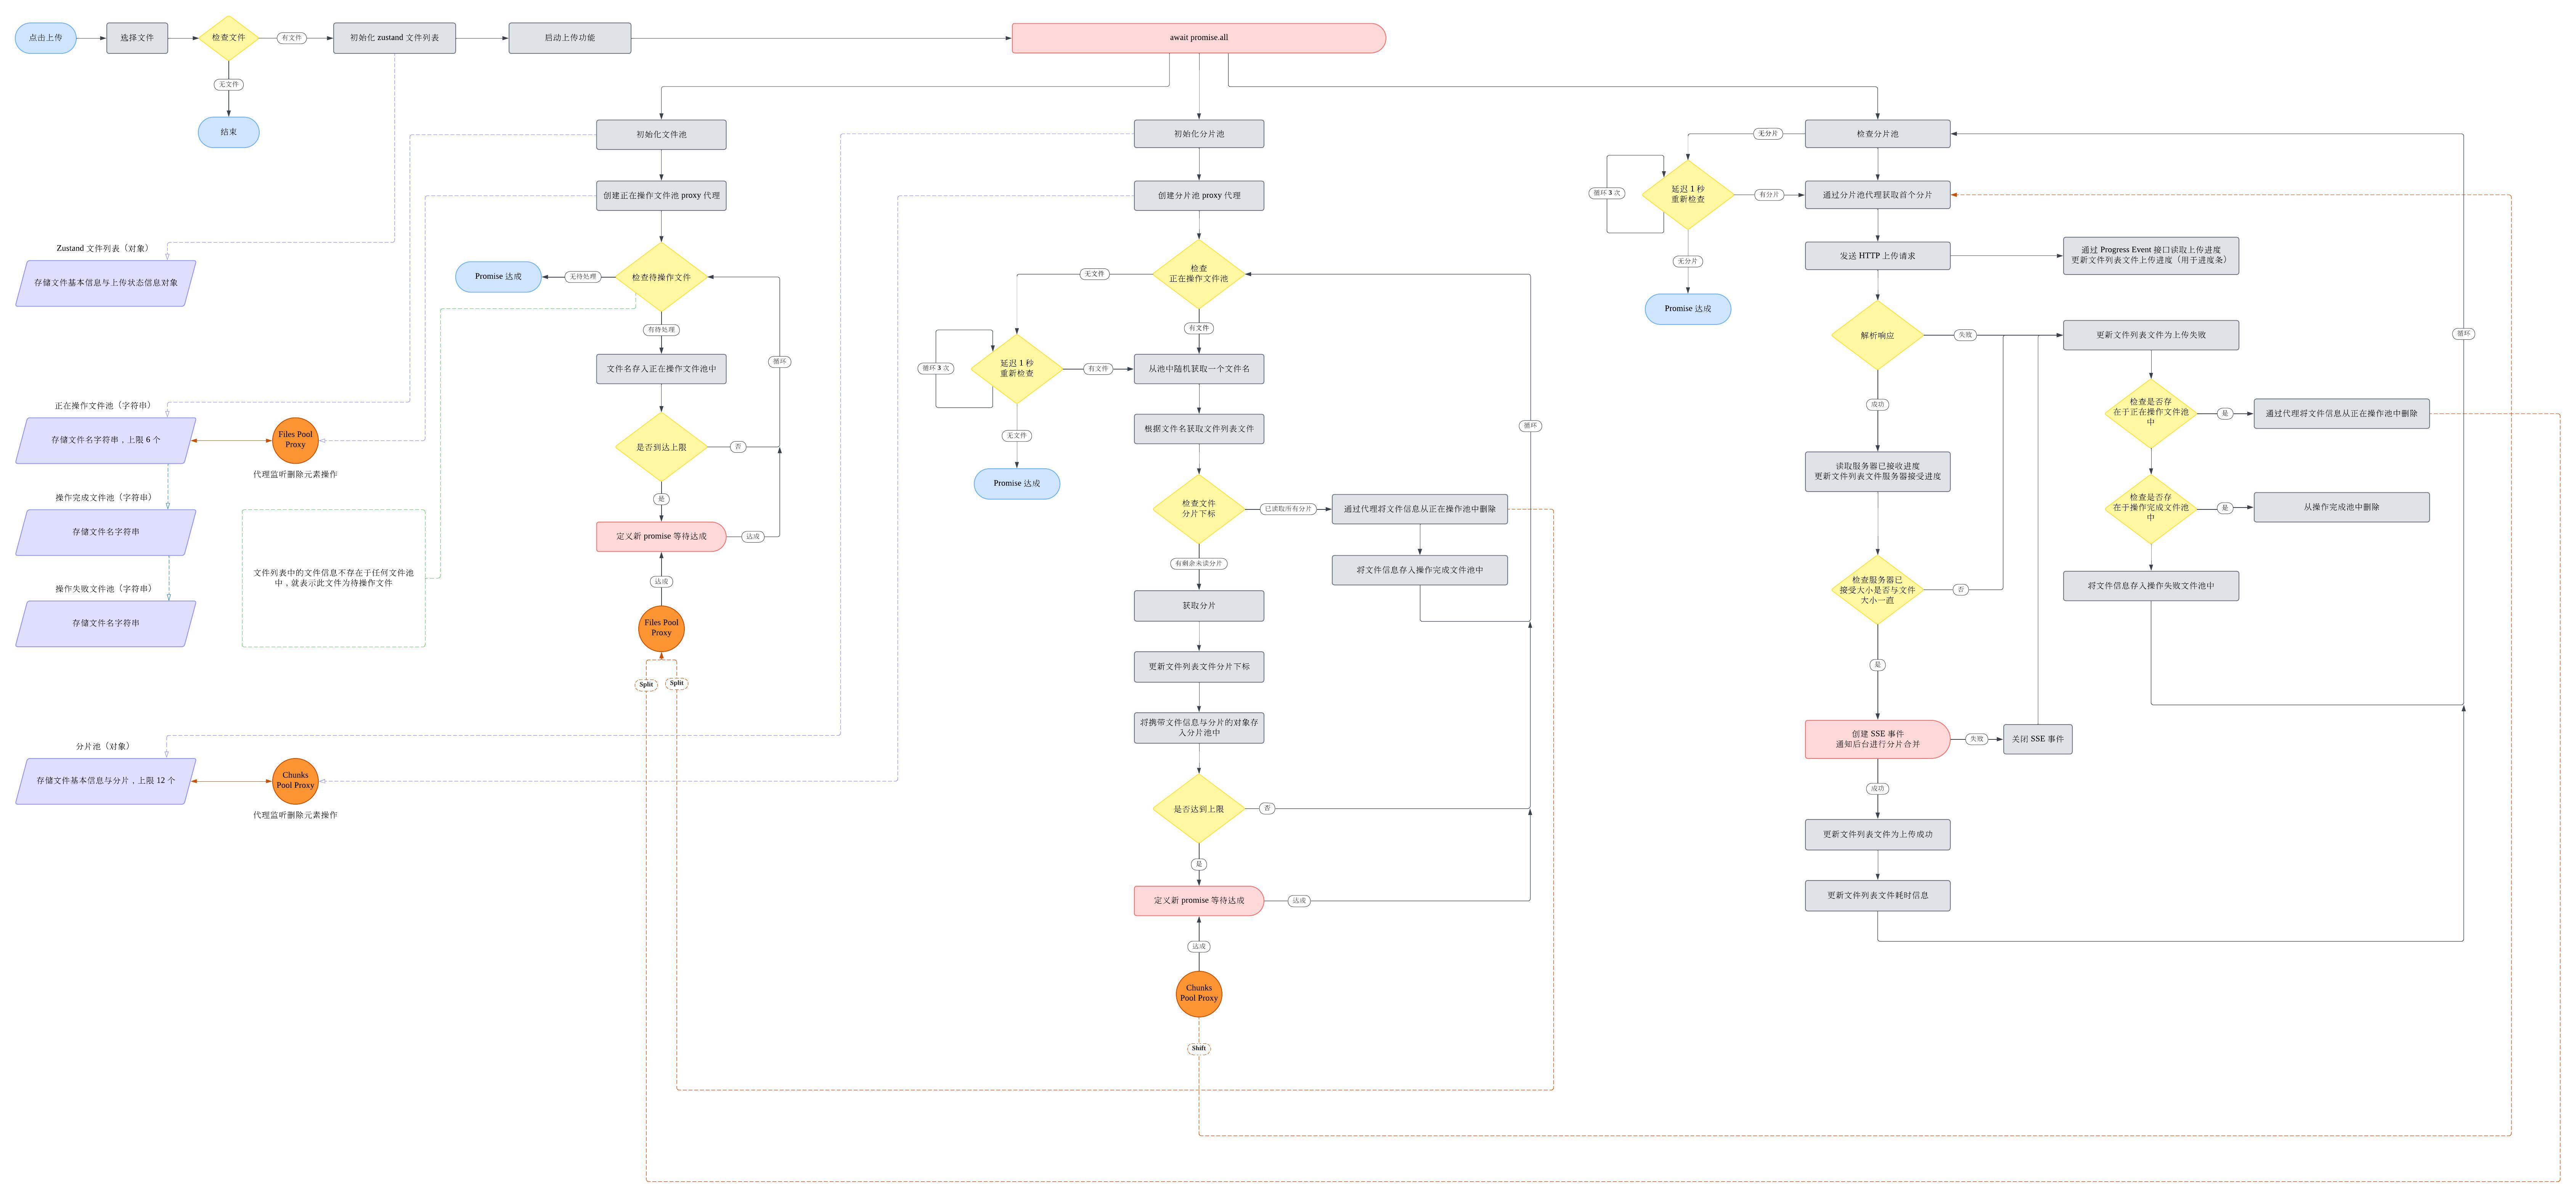 点击上传
选择文件
检查文件
有文件
初始化 zustand 文件列表
启动上传功能
await promise.all
无文件
结束
初始化文件池
创建正在操作文件池 proxy 代理
检查待操作文件
无待处理
Promise 达成
有待处理
文件名存入正在操作文件池中
循环
是否到达上限
否
是
定义新 promise 等待达成
达成
达成
Files Pool
Proxy
Split
Split
Zustand 文件列表（对象）
存储文件基本信息与上传状态信息对象
正在操作文件池（字符串）
存储文件名字符串，上限 6 个
Files Pool
Proxy
代理监听删除元素操作
操作完成文件池（字符串）
存储文件名字符串
操作失败文件池（字符串）
存储文件名字符串
文件列表中的文件信息不存在于任何文件池
中，就表示此文件为待操作文件
分片池（对象）
存储文件基本信息与分片，上限 12 个
Chunks
Pool Proxy
代理监听删除元素操作
初始化分片池
创建分片池 proxy 代理
检查
正在操作文件池
无文件
有文件
循环 3 次
延迟 1 秒
重新检查
有文件
无文件
Promise 达成
从池中随机获取一个文件名
根据文件名获取文件列表文件
循环
检查文件
分片下标
已读取所有分片
通过代理将文件信息从正在操作池中删除
将文件信息存入操作完成文件池中
有剩余未读分片
获取分片
更新文件列表文件分片下标
将携带文件信息与分片的对象存
入分片池中
是否达到上限
否
是
定义新 promise 等待达成
达成
达成
Chunks
Pool Proxy
Shift
检查分片池
无分片
循环 3 次
延迟 1 秒
重新检查
有分片
无分片
Promise 达成
通过分片池代理获取首个分片
发送 HTTP 上传请求
通过 Progress Event 接口读取上传进度
更新文件列表文件上传进度（用于进度条）
解析响应
失败
更新文件列表文件为上传失败
循环
成功
检查是否存
在于正在操作文件池
中
是
通过代理将文件信息从正在操作池中删除
读取服务器已接收进度
更新文件列表文件服务器接受进度
检查是否存
在于操作完成文件池
中
是
从操作完成池中删除
检查服务器已
接受大小是否与文件
大小一直
否
将文件信息存入操作失败文件池中
是
创建 SSE 事件
通知后台进行分片合并
失败
关闭 SSE 事件
成功
更新文件列表文件为上传成功
更新文件列表文件耗时信息